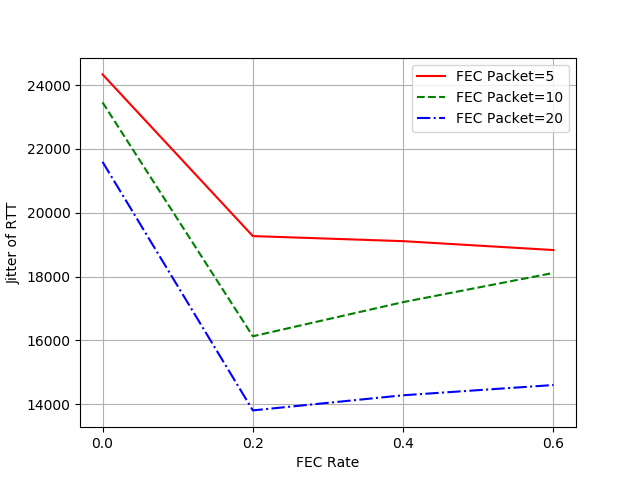 FEC Packet=5
FEC Packet=10
FEC Packet=20
24000
22000
20000
18000
16000
14000
Jitter of RTT
0.0 0.2 0.4 0.6
FEC Rate